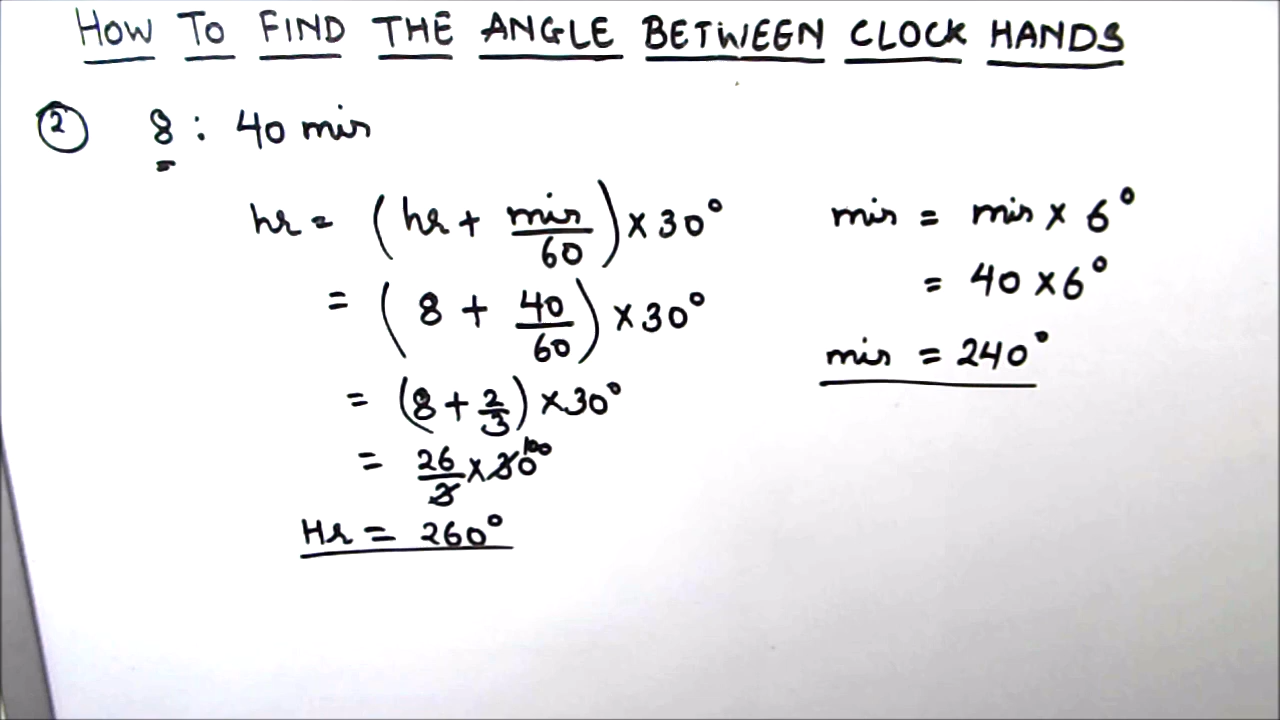 HOW TO FIND THE ANGLE BETWEEN CLOCK HANDS
② 8 : 40 min
hr = (hr + min/60) × 30°
= (8 + 40/60) × 30°
= (8 + 2/3) × 30°
= 26/3 × 30° 10°
Hr = 260°
min = min × 6°
= 40 × 6°
min = 240°